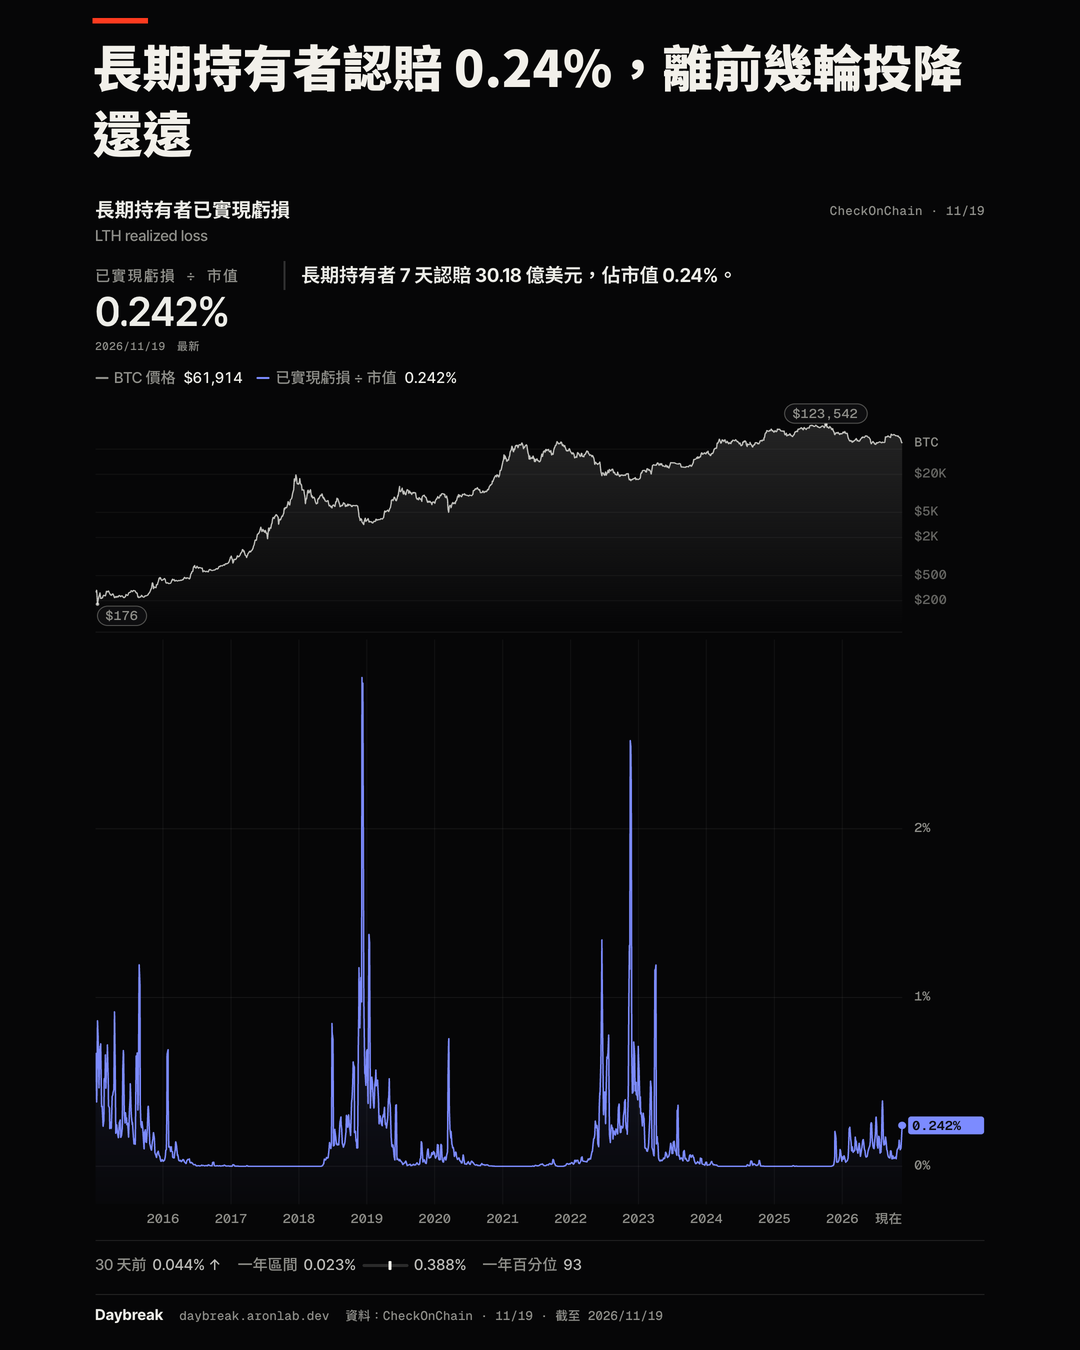 長期持有者認賠 0.24%，離前幾輪投降
還遠
長期持有者已實現虧損
CheckOnChain · 11/19
LTH realized loss
已實現虧損 ÷ 市值
長期持有者 7 天認賠 30.18 億美元，佔市值 0.24%。
0.242%
2026/11/19 最新
BTC 價格 $61,914 已實現虧損 ÷ 市值 0.242%
$123,542
BTC
$20K
$5K
$2K
$500
$200
$176
2%
1%
0.242%
0%
2016 2017 2018 2019 2020 2021 2022 2023 2024 2025 2026 現在
30 天前 0.044% ↑ 一年區間 0.023% 0.388% 一年百分位 93
Daybreak daybreak.aronlab.dev 資料：CheckOnChain · 11/19 · 截至 2026/11/19